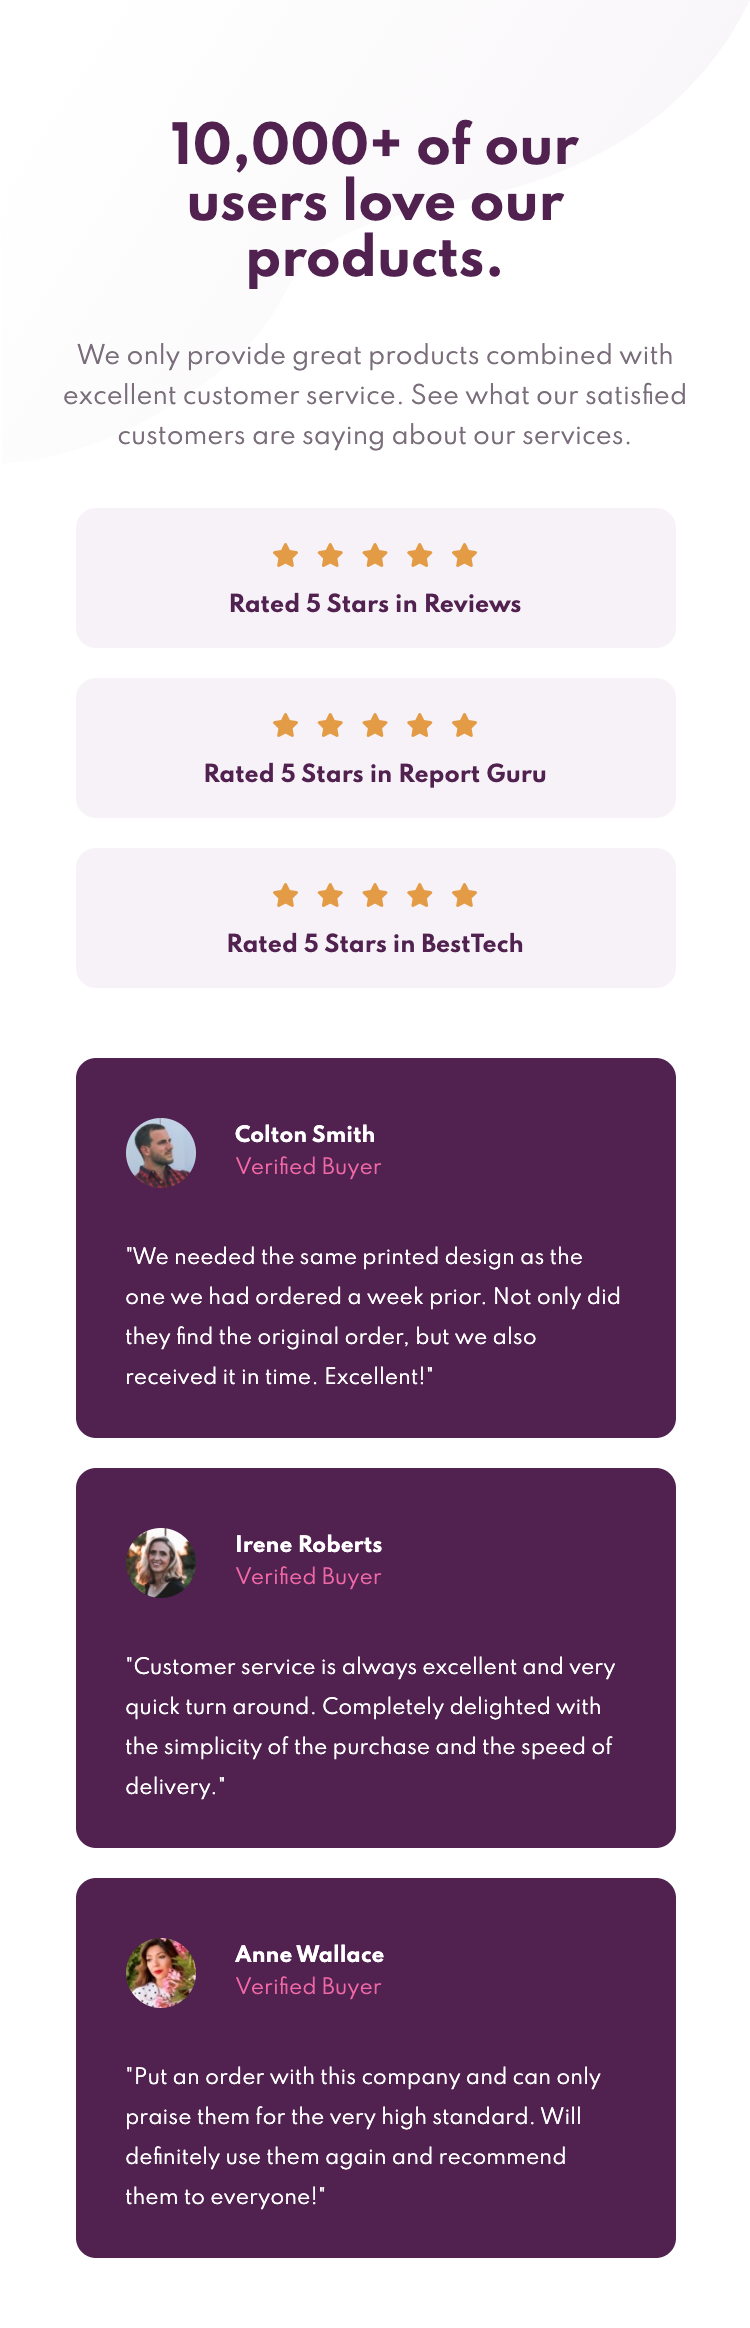 10,000+ of our
users love our
products.
We only provide great products combined with
excellent customer service. See what our satisfied
customers are saying about our services.
Rated 5 Stars in Reviews
Rated 5 Stars in Report Guru
Rated 5 Stars in BestTech
Colton Smith
Verified Buyer
"We needed the same printed design as the
one we had ordered a week prior. Not only did
they find the original order, but we also
received it in time. Excellent!"
Irene Roberts
Verified Buyer
"Customer service is always excellent and very
quick turn around. Completely delighted with
the simplicity of the purchase and the speed of
delivery."
Anne Wallace
Verified Buyer
"Put an order with this company and can only
praise them for the very high standard. Will
definitely use them again and recommend
them to everyone!"